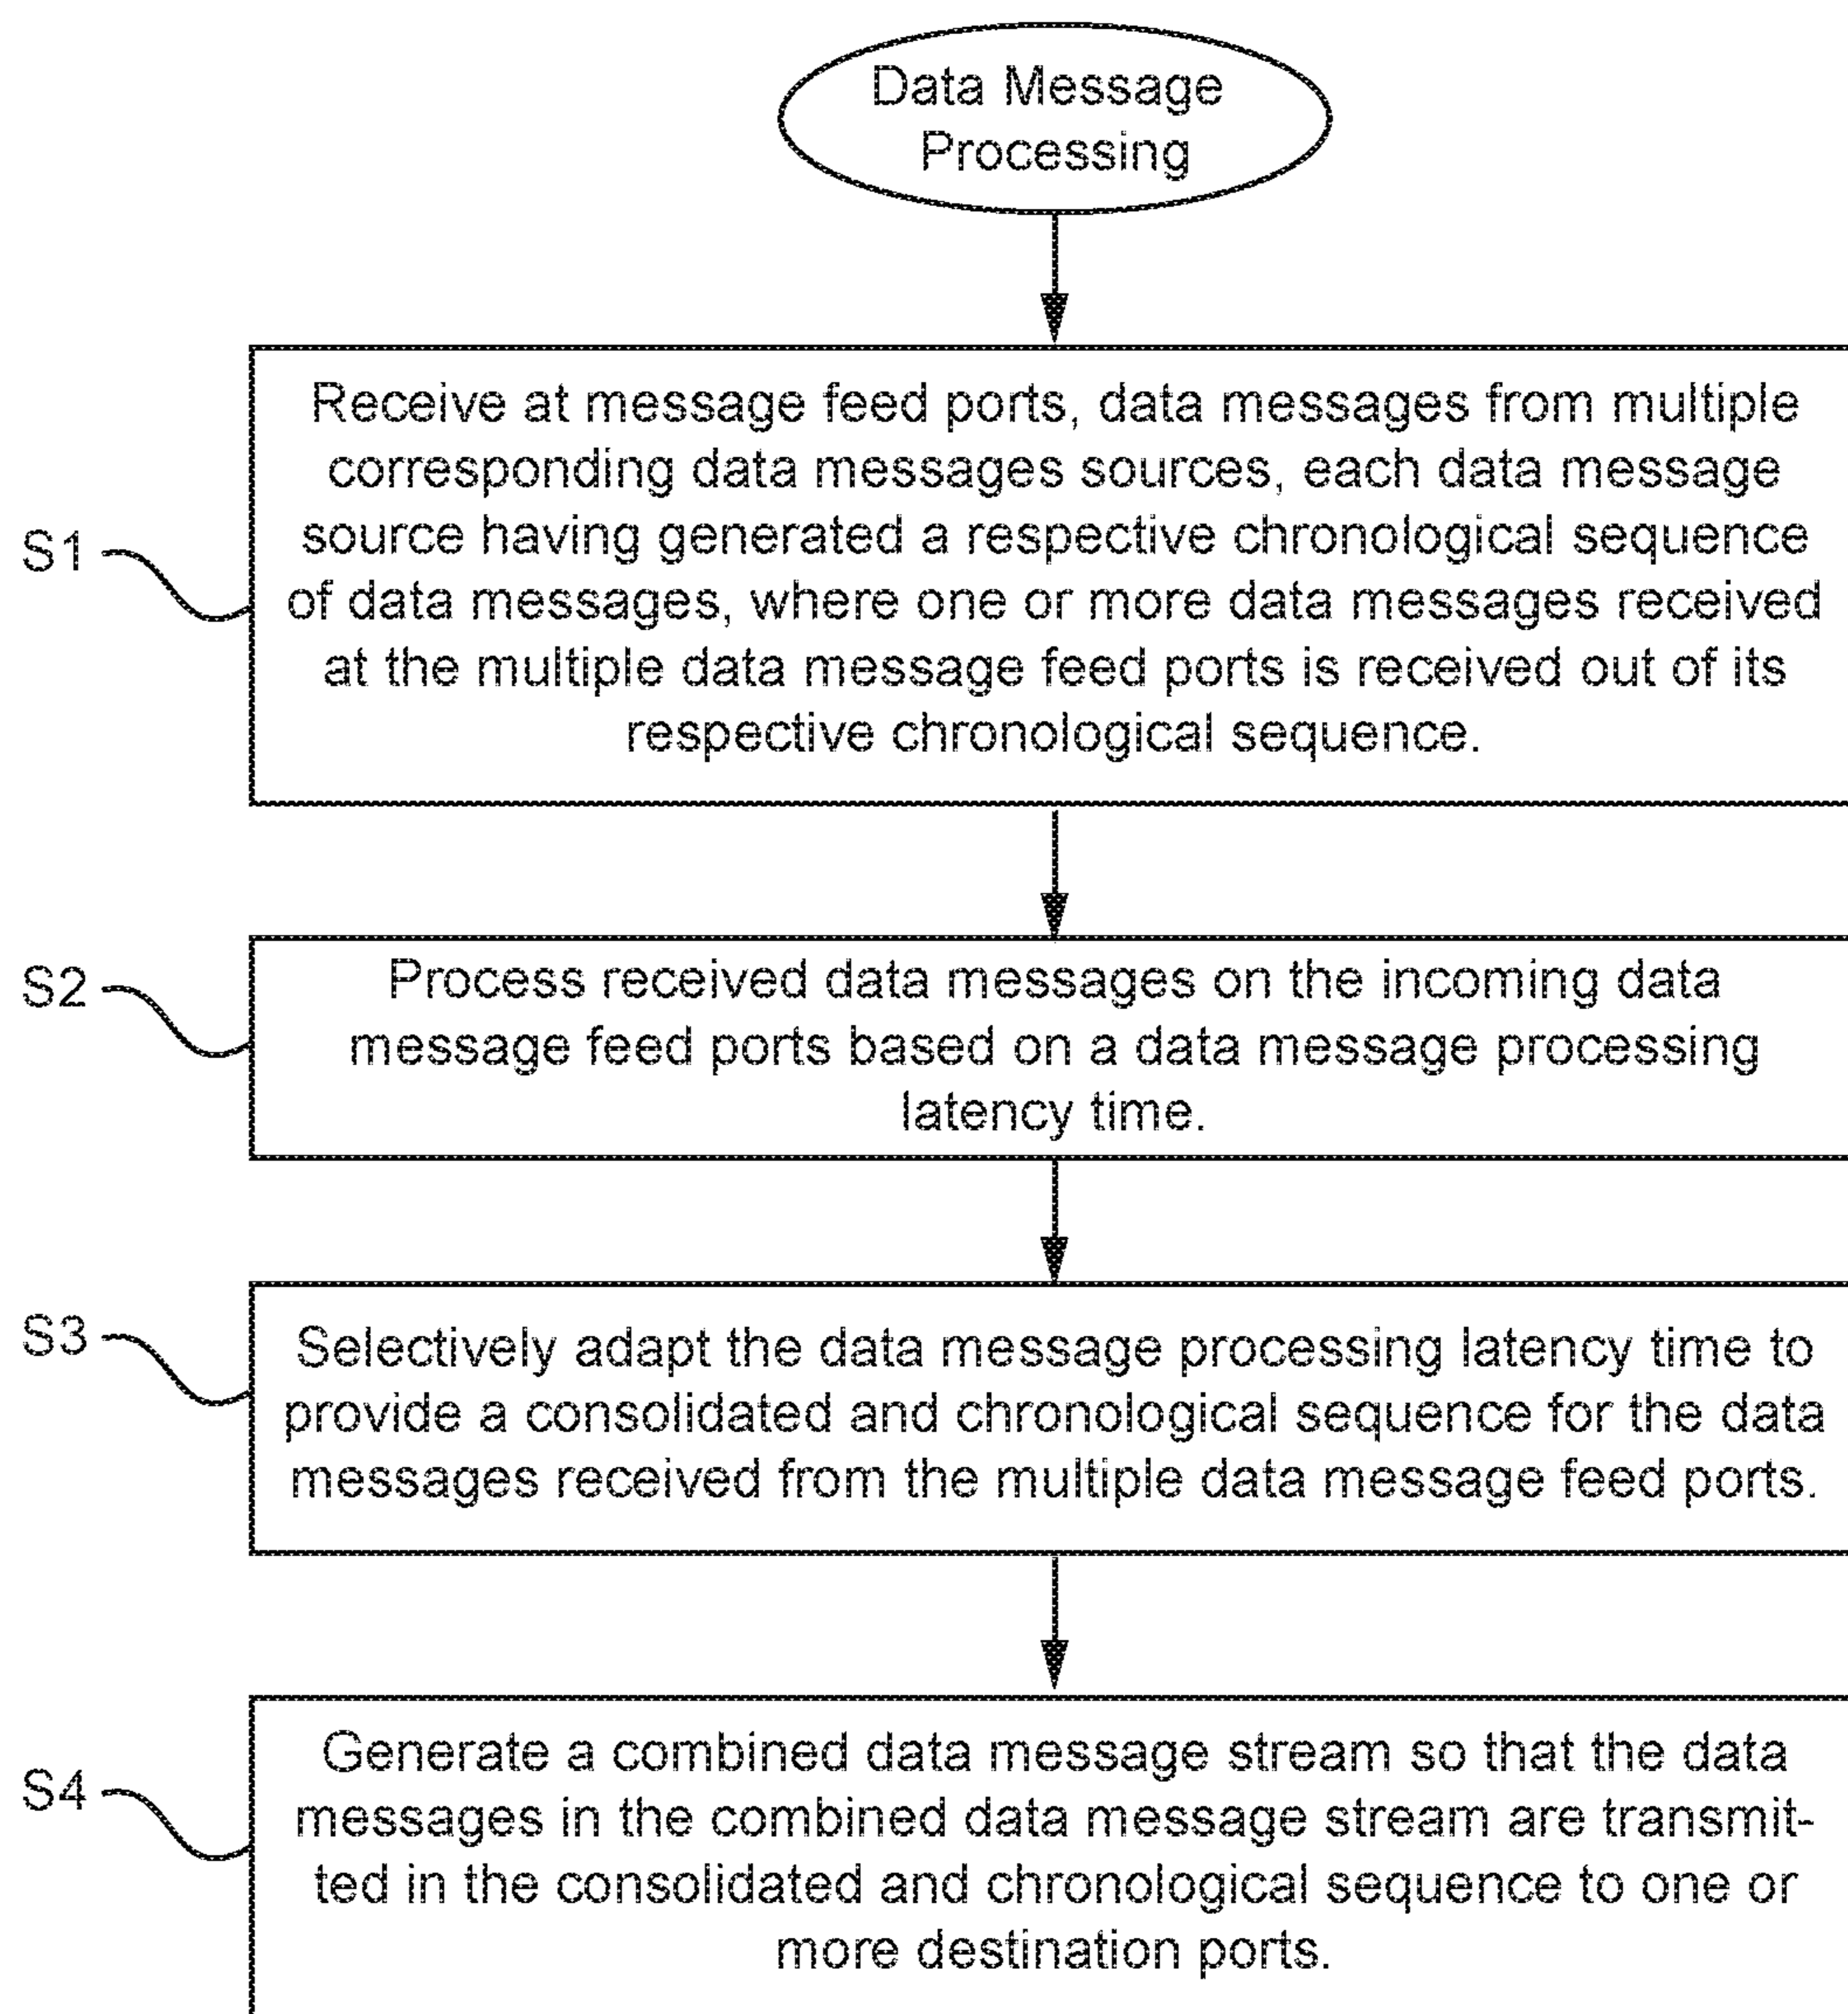 Data Message
Processing
S1
Receive at message feed ports, data messages from multiple
corresponding data messages sources, each data message
source having generated a respective chronological sequence
of data messages, where one or more data messages received
at the multiple data message feed ports is received out of its
respective chronological sequence.
S2
Process received data messages on the incoming data
message feed ports based on a data message processing
latency time.
S3
Selectively adapt the data message processing latency time to
provide a consolidated and chronological sequence for the data
messages received from the multiple data message feed ports.
S4
Generate a combined data message stream so that the data
messages in the combined data message stream are transmit-
ted in the consolidated and chronological sequence to one or
more destination ports.